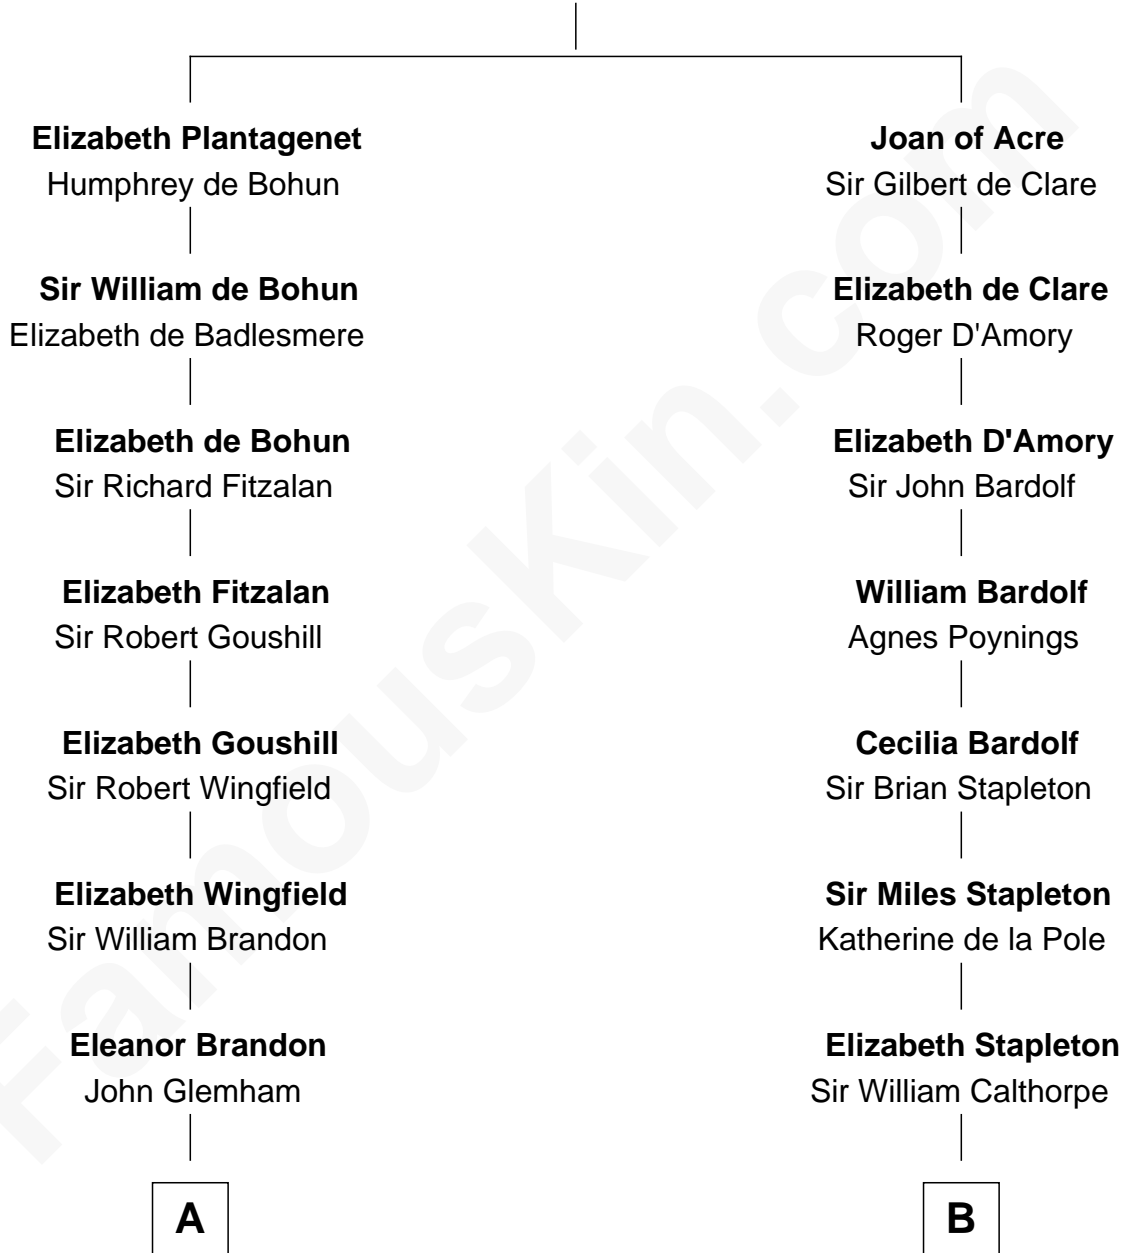 Elizabeth Plantagenet
Humphrey de Bohun
Sir William de Bohun
Elizabeth de Badlesmere
Elizabeth de Bohun
Sir Richard Fitzalan
Elizabeth Fitzalan
Sir Robert Goushill
Elizabeth Goushill
Sir Robert Wingfield
Elizabeth Wingfield
Sir William Brandon
Eleanor Brandon
John Glemham
A
Joan of Acre
Sir Gilbert de Clare
Elizabeth de Clare
Roger D'Amory
Elizabeth D'Amory
Sir John Bardolf
William Bardolf
Agnes Poynings
Cecilia Bardolf
Sir Brian Stapleton
Sir Miles Stapleton
Katherine de la Pole
Elizabeth Stapleton
Sir William Calthorpe
B
FamousKin.com